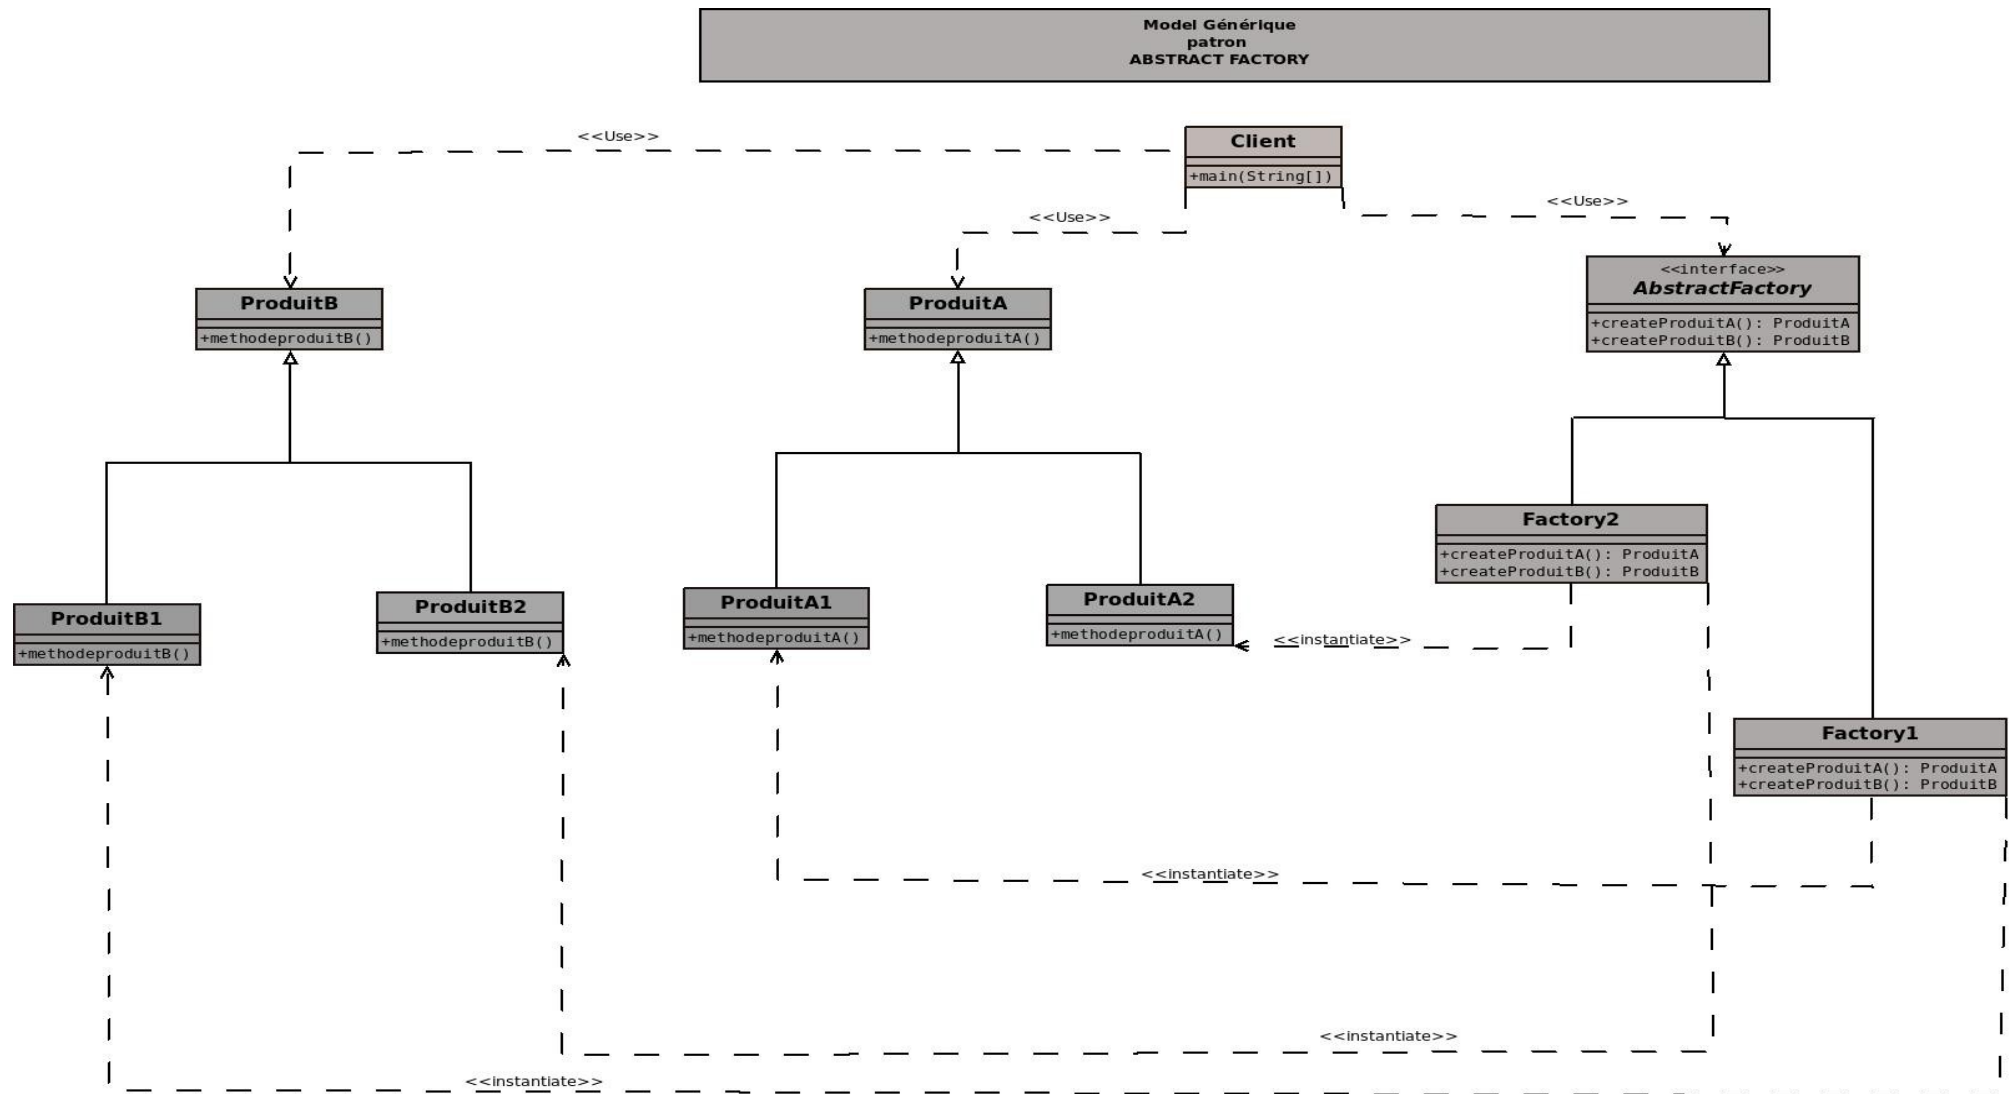 Model Générique
patron
ABSTRACT FACTORY
<<Use>>
Client
+main(String[])
<<Use>>
<<Use>>
ProduitB
+methodeproduitB()
ProduitA
+methodeproduitA()
<<interface>>
AbstractFactory
+createProduitA(): ProduitA
+createProduitB(): ProduitB
Factory2
+createProduitA(): ProduitA
+createProduitB(): ProduitB
ProduitB1
+methodeproduitB()
ProduitB2
+methodeproduitB()
ProduitA1
+methodeproduitA()
ProduitA2
+methodeproduitA()
<<instantiate>>
Factory1
+createProduitA(): ProduitA
+createProduitB(): ProduitB
<<instantiate>>
<<instantiate>>
<<instantiate>>